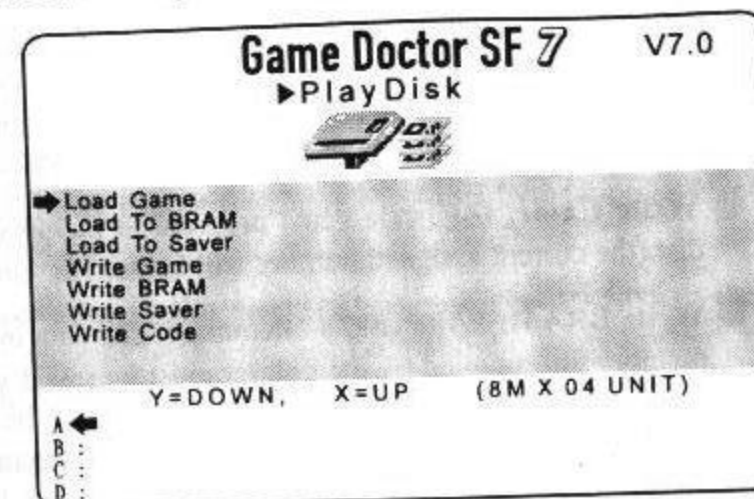 Game Doctor SF 7 V7.0
▶PlayDisk
Load Game
Load To BRAM
Load To Saver
Write Game
Write BRAM
Write Saver
Write Code
Y=DOWN, X=UP (8M X 04 UNIT)
A
B :
C :
D :